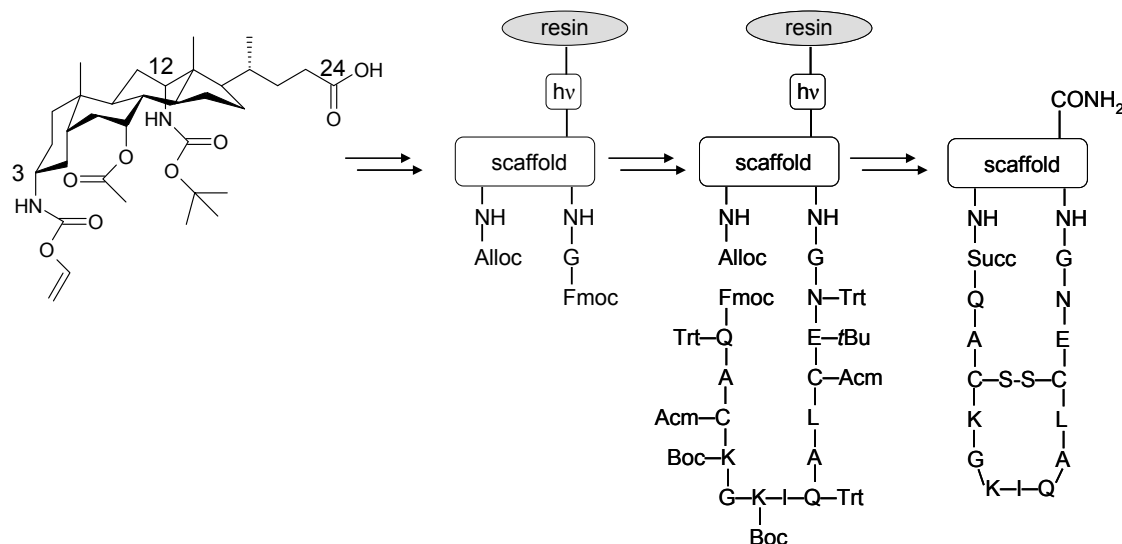 12
24
OH
O
3
O
O
NH
O
O
HN
O
O
resin
hν
scaffold
NH
NH
Alloc
G
Fmoc
resin
hν
scaffold
NH
NH
Alloc
G
Fmoc
N–Trt
Trt–Q
E–tBu
A
C–Acm
Acm–C
L
Boc–K
A
G–K–I–Q–Trt
Boc
CONH2
scaffold
NH
NH
Succ
G
Q
N
A
E
C–S-S–C
K
L
G
A
K–I–Q